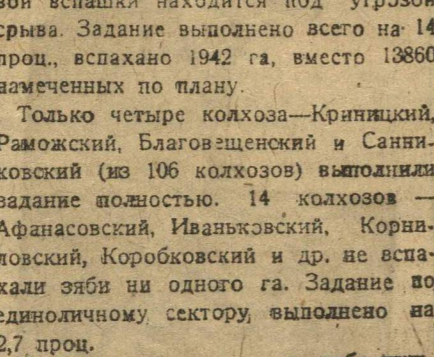 вой вспашки находится под угрозой
срыва. Задание выполнено всего на 14
проц., вспахано 1942 га, вместо 13860
намеченных по плану.
Только четыре колхоза—Криницкий,
Раможский, Благовещенский и Санни-
ковский (из 106 колхозов) выполнили
задание полностью. 14 колхозов —
Афанасовский, Иваньковский, Корни-
ловский, Коробковский и др. не вспа-
хали зяби ни одного га. Задание по
единоличному сектору, выполнено на
2,7 проц.